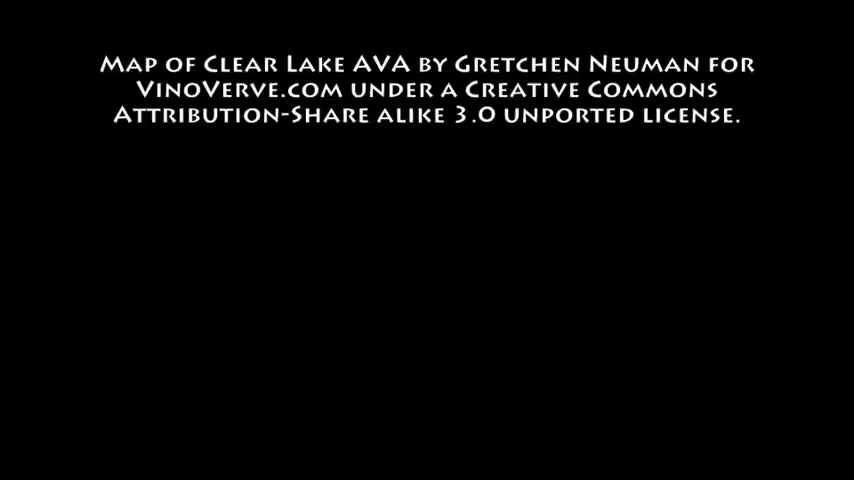 Map of Clear Lake AVA by Gretchen Neuman for
VinoVerve.com under a Creative Commons
Attribution-Share alike 3.0 unported license.